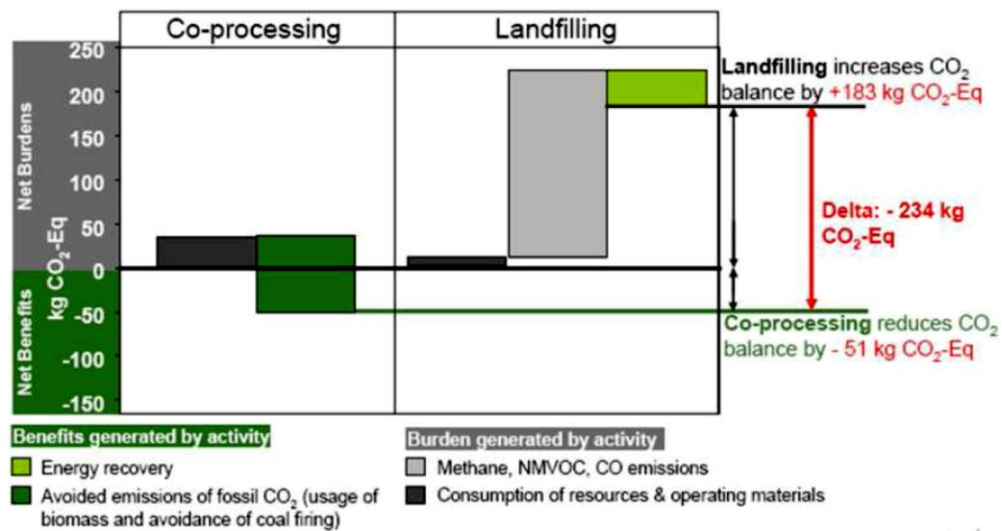 Co-processing
Landfilling
250
200
150
100
50
0
-50
-100
-150
kg CO₂-Eq
Net Burdens
Net Benefits
Landfilling increases CO₂
balance by +183 kg CO₂-Eq
Delta: - 234 kg
CO₂-Eq
Co-processing reduces CO₂
balance by - 51 kg CO₂-Eq
Benefits generated by activity
Energy recovery
Avoided emissions of fossil CO₂ (usage of
biomass and avoidance of coal firing)
Burden generated by activity
Methane, NMVOC, CO emissions
Consumption of resources & operating materials